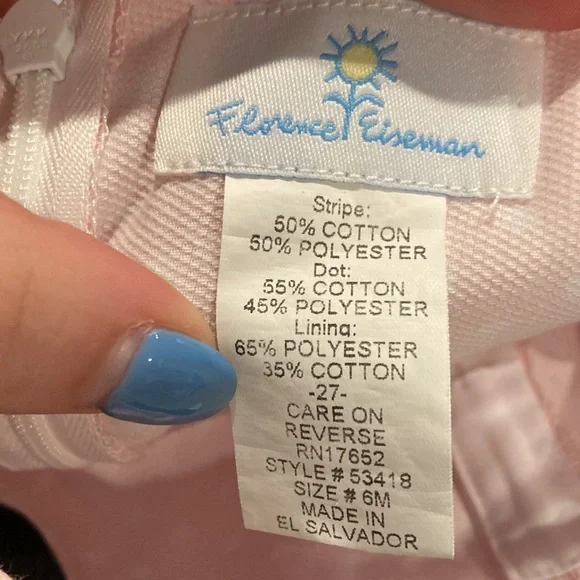 YKK
Florence Eiseman
Stripe:
50% COTTON
50% POLYESTER
Dot:
55% COTTON
45% POLYESTER
Lining:
65% POLYESTER
35% COTTON
-27-
CARE ON
REVERSE
RN17652
STYLE # 53418
SIZE # 6M
MADE IN
EL SALVADOR